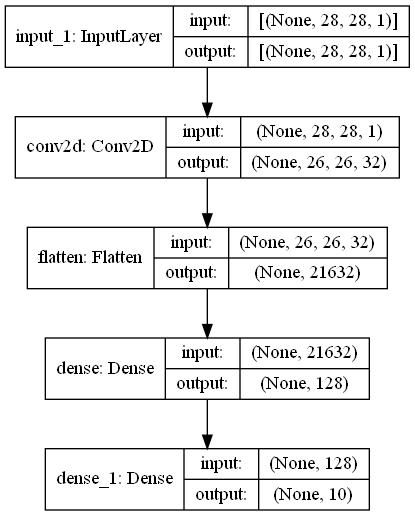 input_1: InputLayer
input: [(None, 28, 28, 1)]
output: [(None, 28, 28, 1)]
conv2d: Conv2D
input: (None, 28, 28, 1)
output: (None, 26, 26, 32)
flatten: Flatten
input: (None, 26, 26, 32)
output: (None, 21632)
dense: Dense
input: (None, 21632)
output: (None, 128)
dense_1: Dense
input: (None, 128)
output: (None, 10)